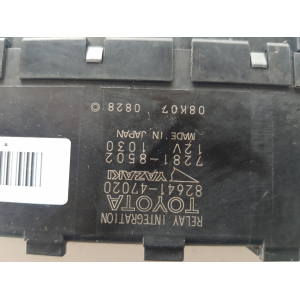 RELAY INTEGRATION
TOYOTA
82641-47020
YAZAKI
7281-8502
12V 1030
MADE IN JAPAN
08K07 0828